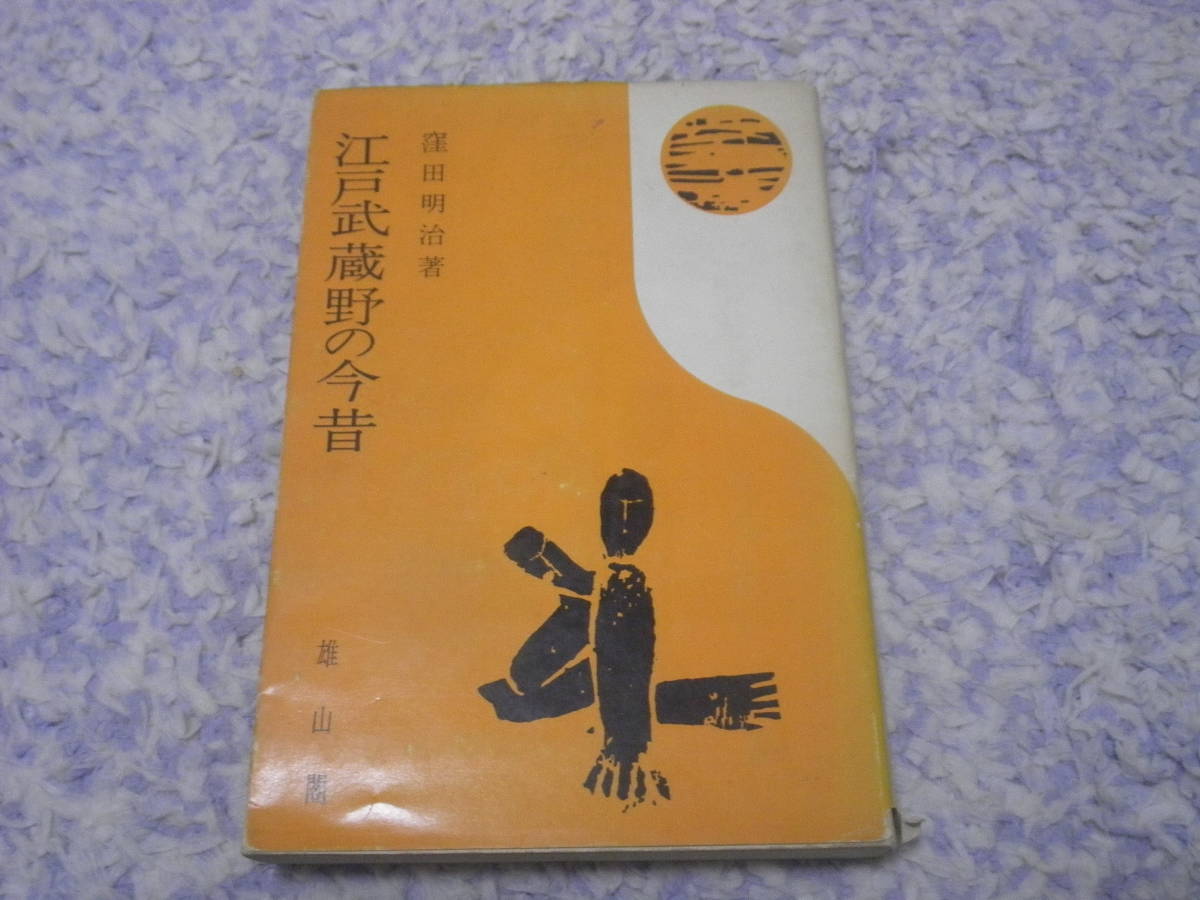 窪田明治著
江戸武蔵野の今昔
雄山閣